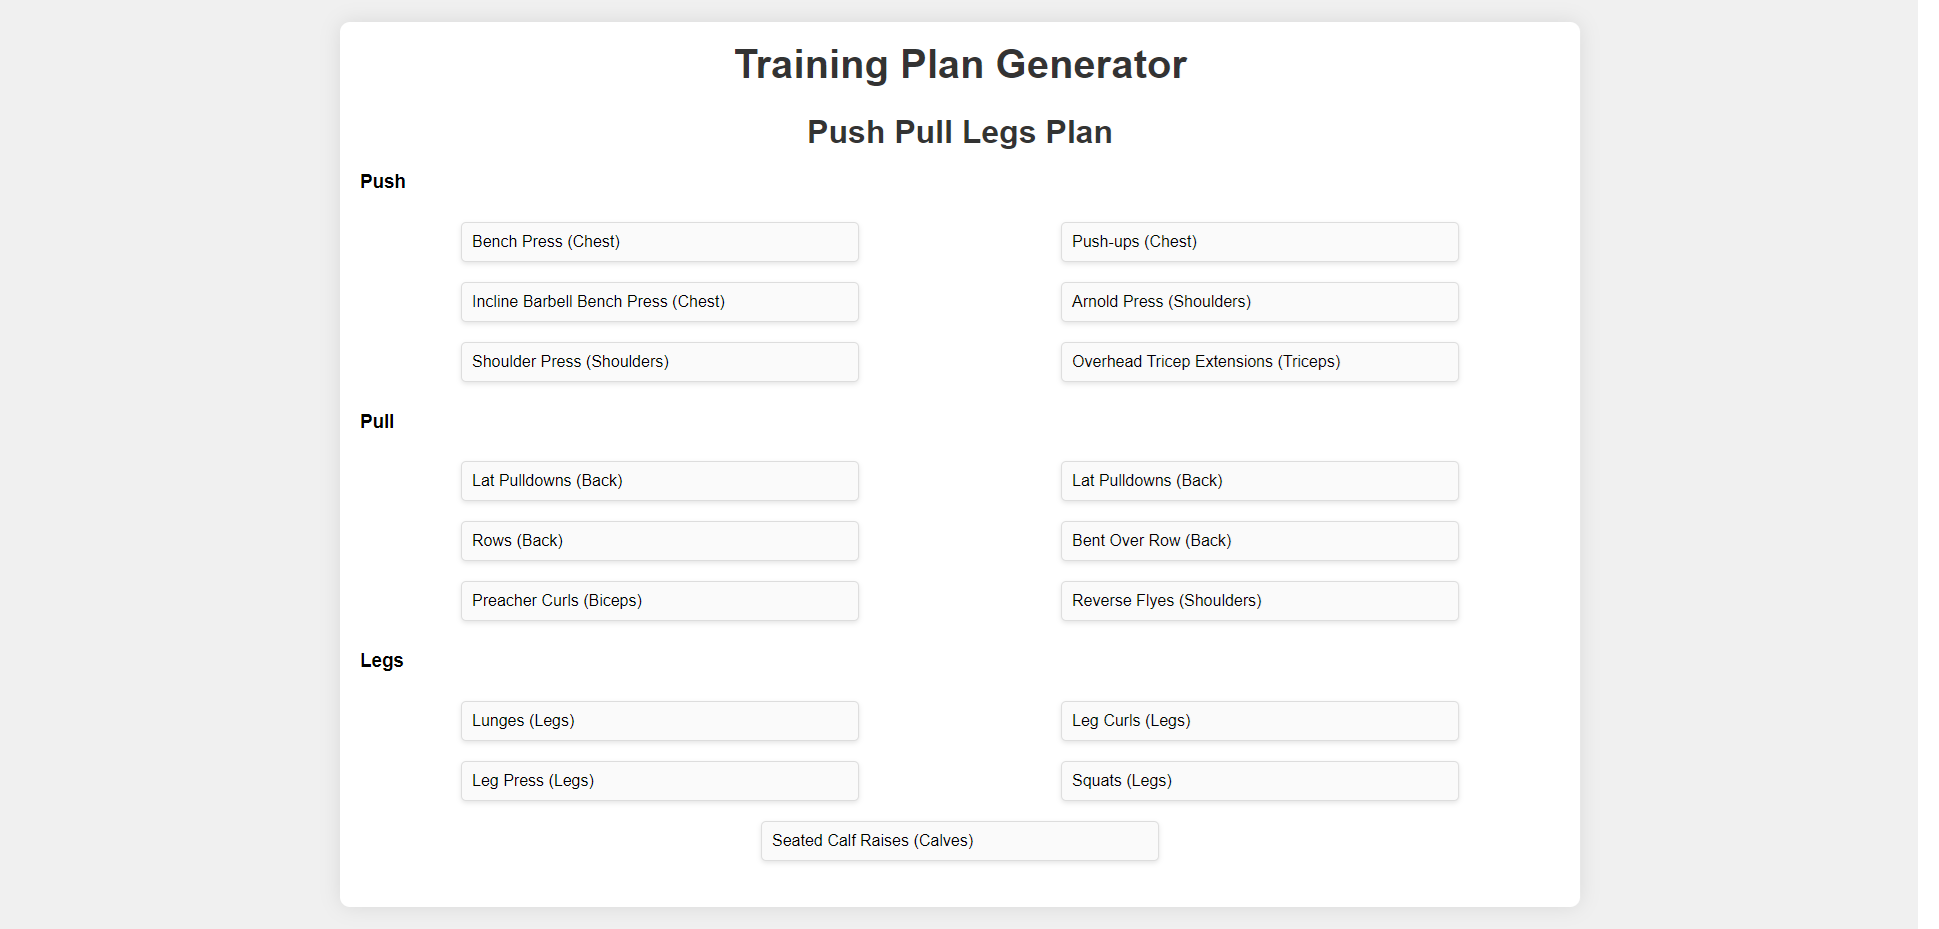 Training Plan Generator
Push Pull Legs Plan
Push
Bench Press (Chest)
Push-ups (Chest)
Incline Barbell Bench Press (Chest)
Arnold Press (Shoulders)
Shoulder Press (Shoulders)
Overhead Tricep Extensions (Triceps)
Pull
Lat Pulldowns (Back)
Lat Pulldowns (Back)
Rows (Back)
Bent Over Row (Back)
Preacher Curls (Biceps)
Reverse Flyes (Shoulders)
Legs
Lunges (Legs)
Leg Curls (Legs)
Leg Press (Legs)
Squats (Legs)
Seated Calf Raises (Calves)